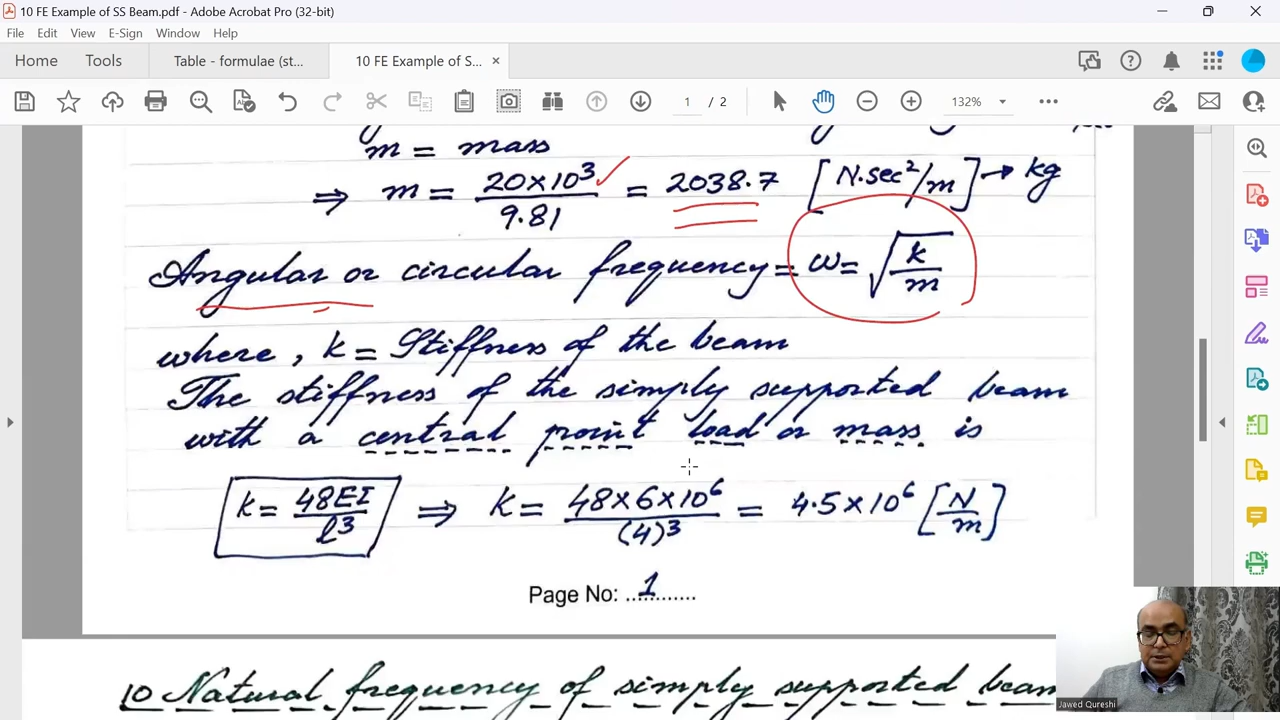 10 FE Example of SS Beam.pdf - Adobe Acrobat Pro (32-bit)
File Edit View E-Sign Window Help
Home Tools Table - formulae (st... 10 FE Example of S... ×
1 / 2 132%
m = mass
⇒ m = 20×10³/9.81 = 2038.7 [N.sec²/m] → kg
Angular or circular frequency = ω = √(k/m)
where, k = Stiffness of the beam
The stiffness of the simply supported beam
with a central point load or mass is
k = 48EI/l³ ⇒ k = 48×6×10⁶/(4)³ = 4.5×10⁶ [N/m]
Page No: ...1.........
10 Natural frequency of simply supported beam
Jawed Qureshi